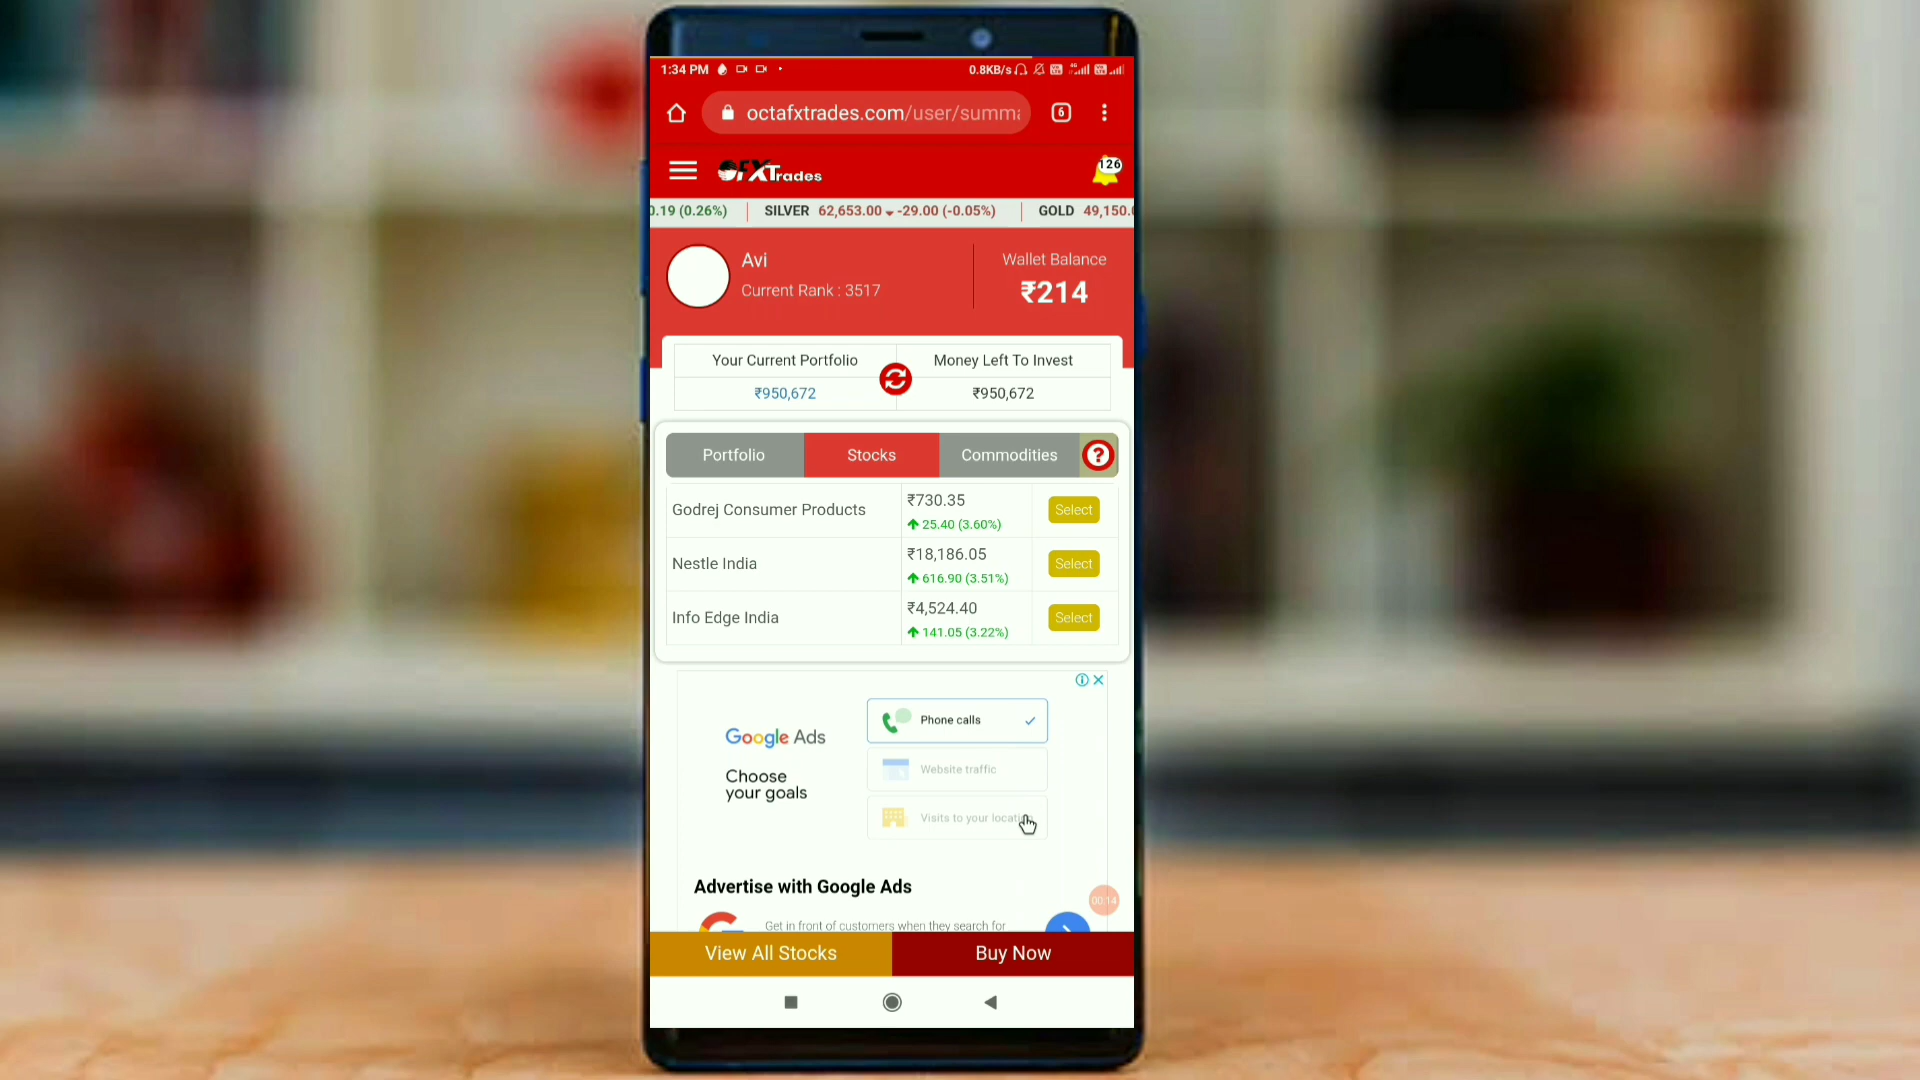 1:34 PM
0.8KB/s
octafxtrades.com/user/summa
6
OFXTrades
126
0.19 (0.26%) SILVER 62,653.00 -29.00 (-0.05%) GOLD 49,150.0
Avi
Current Rank : 3517
Wallet Balance
₹214
Your Current Portfolio
Money Left To Invest
₹950,672
₹950,672
Portfolio
Stocks
Commodities
?
Godrej Consumer Products
₹730.35
25.40 (3.60%)
Select
Nestle India
₹18,186.05
616.90 (3.51%)
Select
Info Edge India
₹4,524.40
141.05 (3.22%)
Select
Google Ads
Choose
your goals
Phone calls
Website traffic
Visits to your location
Advertise with Google Ads
00:14
Get in front of customers when they search for
View All Stocks
Buy Now